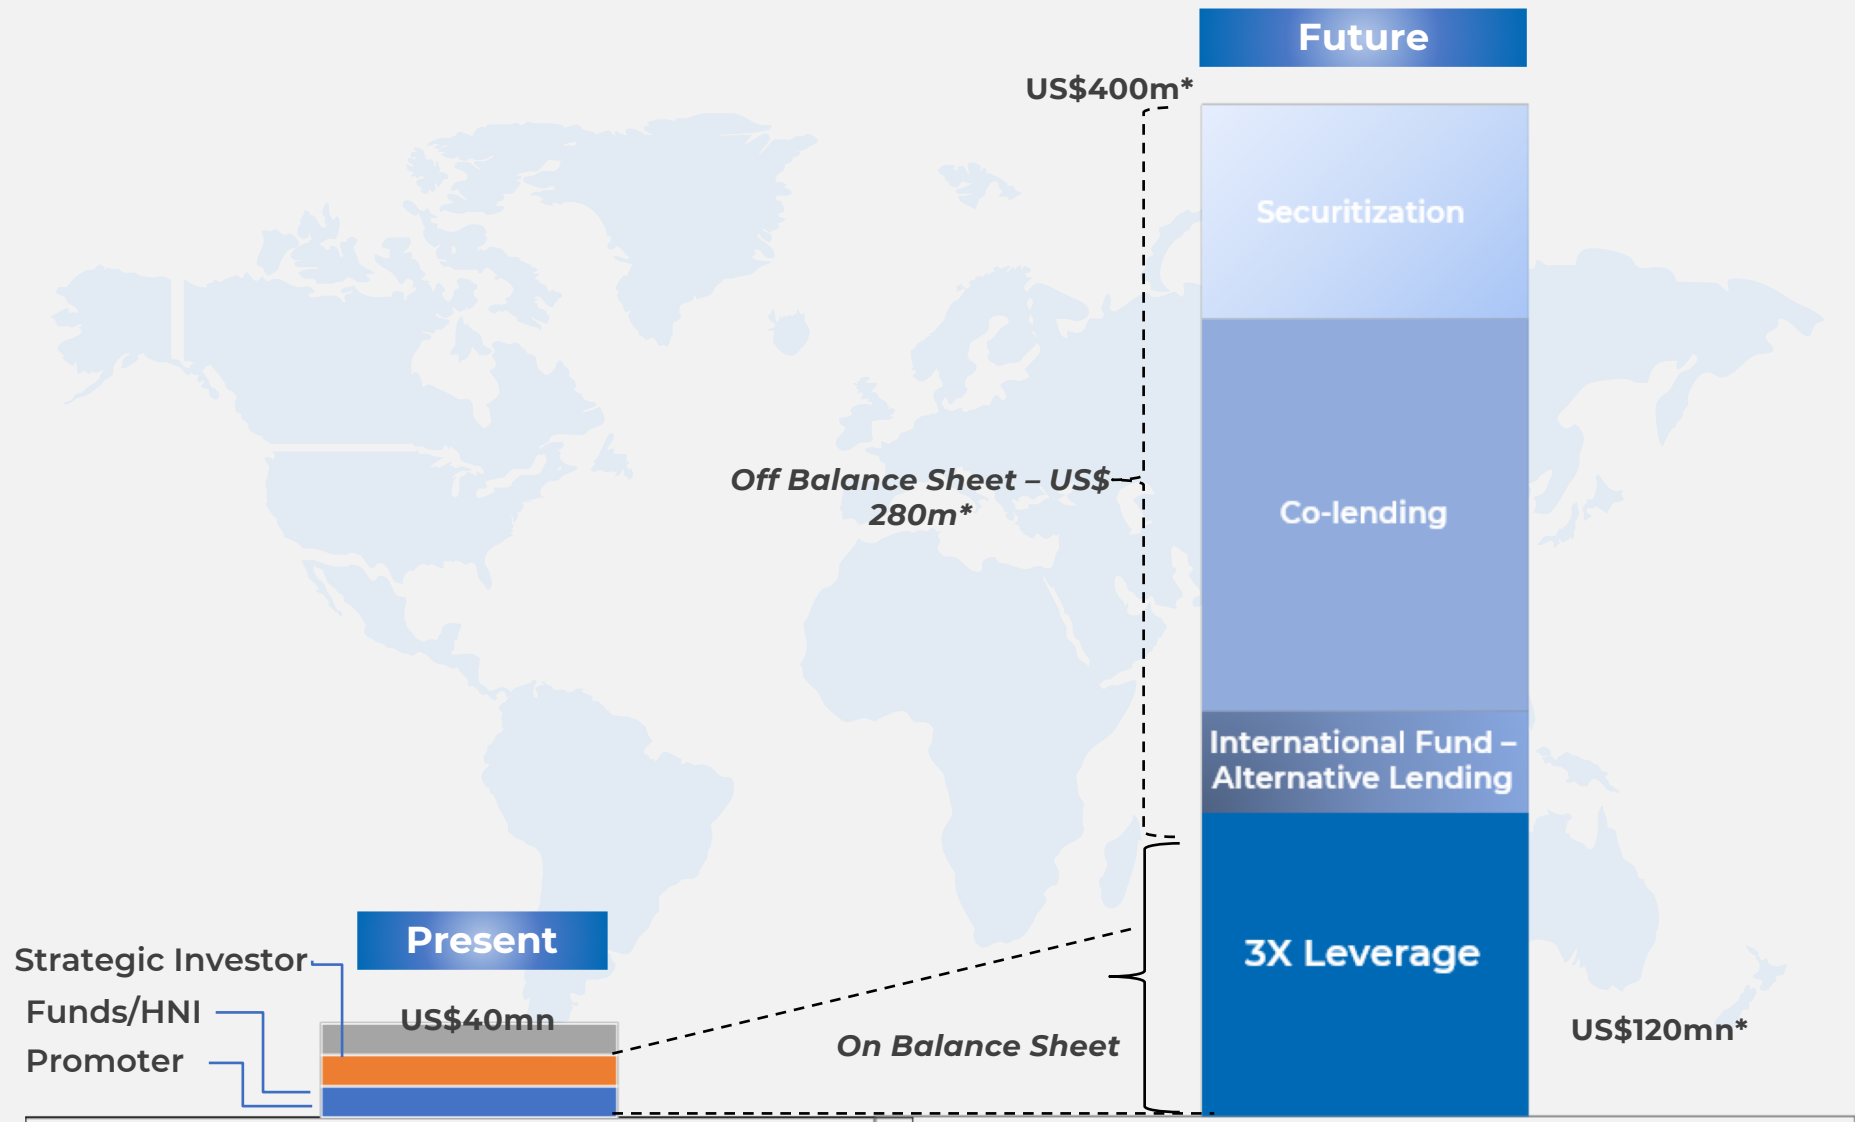 Future
US$400m*
Securitization
Off Balance Sheet – US$
280m*
Co-lending
International Fund –
Alternative Lending
Present
Strategic Investor
Funds/HNI
Promoter
US$40mn
3X Leverage
On Balance Sheet
US$120mn*